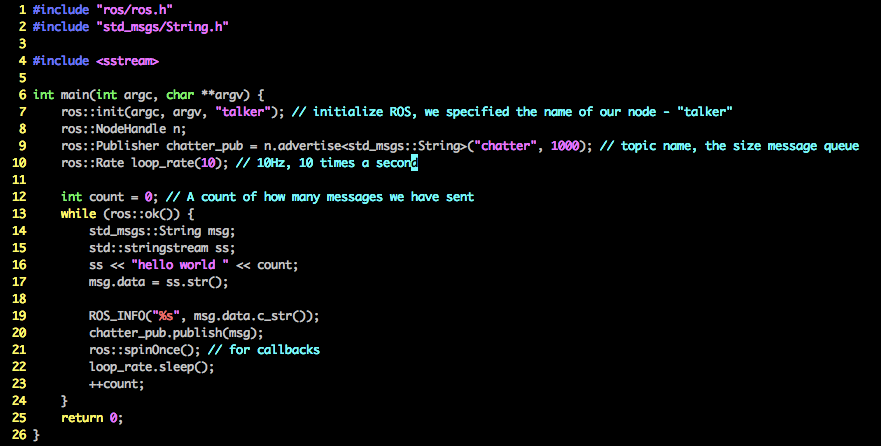 1 #include "ros/ros.h"
2 #include "std_msgs/String.h"
3
4 #include <sstream>
5
6 int main(int argc, char **argv) {
7     ros::init(argc, argv, "talker"); // initialize ROS, we specified the name of our node - "talker"
8     ros::NodeHandle n;
9     ros::Publisher chatter_pub = n.advertise<std_msgs::String>("chatter", 1000); // topic name, the size message queue
10     ros::Rate loop_rate(10); // 10Hz, 10 times a second
11
12     int count = 0; // A count of how many messages we have sent
13     while (ros::ok()) {
14         std_msgs::String msg;
15         std::stringstream ss;
16         ss << "hello world " << count;
17         msg.data = ss.str();
18
19         ROS_INFO("%s", msg.data.c_str());
20         chatter_pub.publish(msg);
21         ros::spinOnce(); // for callbacks
22         loop_rate.sleep();
23         ++count;
24     }
25     return 0;
26 }